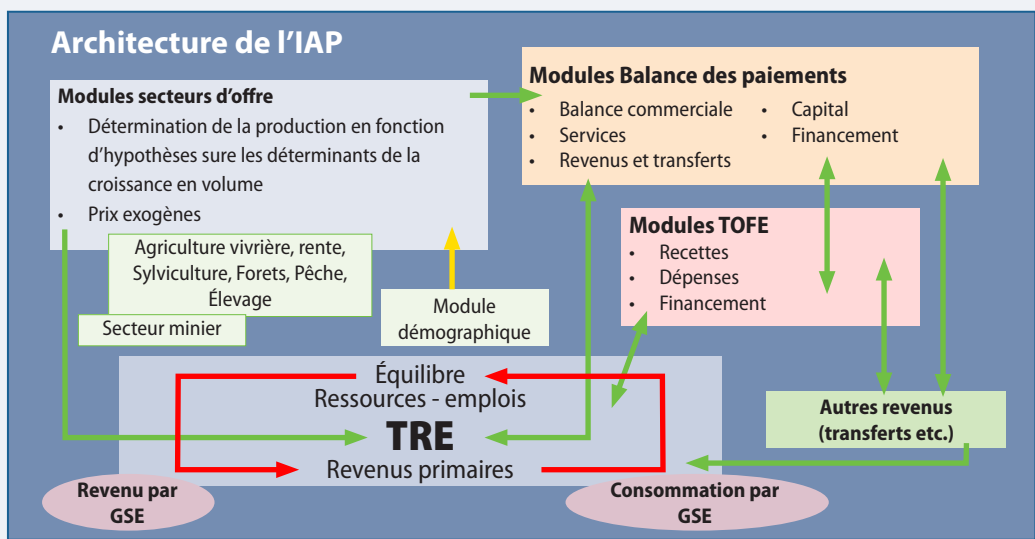 Architecture de l'IAP
Modules secteurs d'offre
• Détermination de la production en fonction
d'hypothèses sure les déterminants de la
croissance en volume
• Prix exogènes
Agriculture vivrière, rente,
Sylviculture, Forets, Pêche,
Élevage
Secteur minier
Module
démographique
Modules Balance des paiements
• Balance commerciale
• Services
• Revenus et transferts
• Capital
• Financement
Modules TOFE
• Recettes
• Dépenses
• Financement
Équilibre
Ressources - emplois
TRE
Revenus primaires
Autres revenus
(transferts etc.)
Revenu par
GSE
Consommation par
GSE